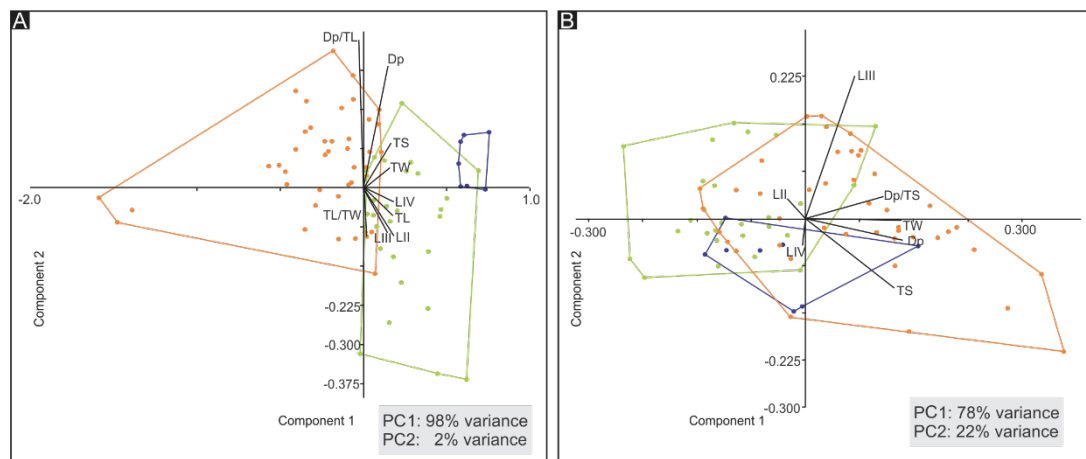 A
Dp/TL
Dp
TS
TW
-2.0
1.0
LIV
TL/TW
TL
LIII
LII
-0.225
-0.300
-0.375
Component 2
Component 1
PC1: 98% variance
PC2: 2% variance
B
LIII
0.225
LII
Dp/TS
-0.300
TW
0.300
Dp
LIV
TS
-0.225
-0.300
Component 2
Component 1
PC1: 78% variance
PC2: 22% variance